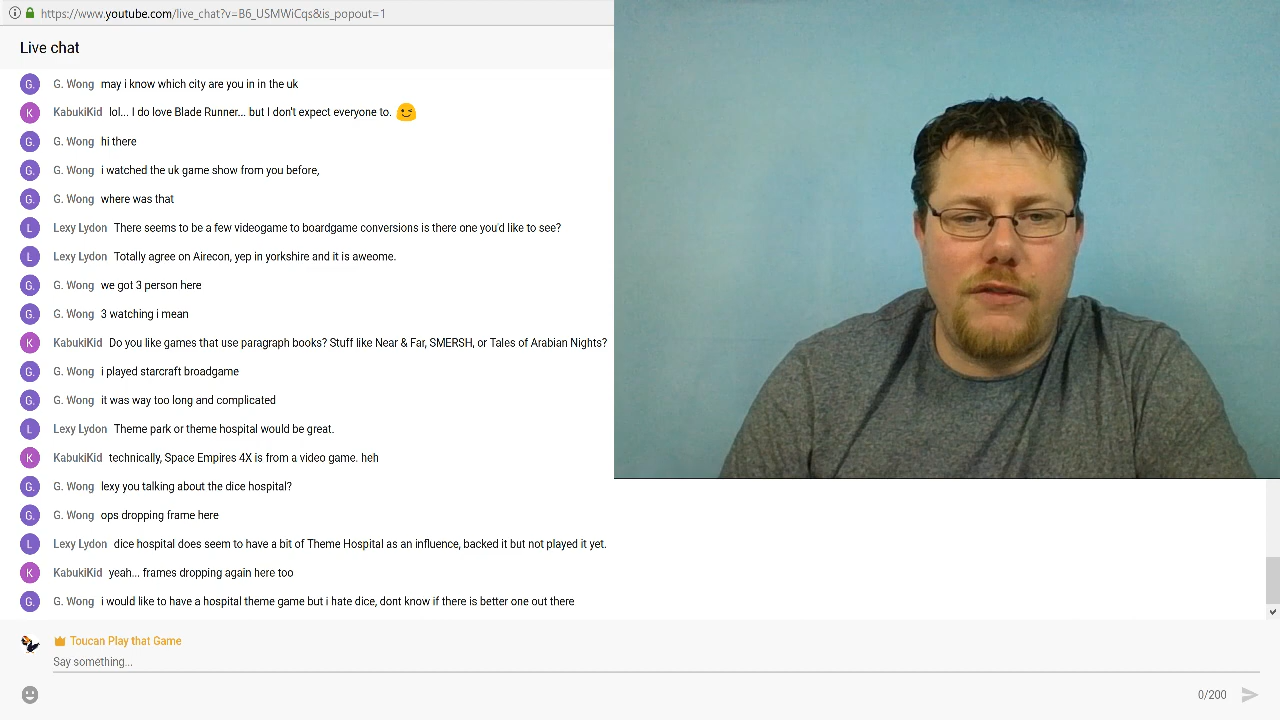 https://www.youtube.com/live_chat?v=B6_USMWiCqs&is_popout=1
Live chat
G. G. Wong may i know which city are you in in the uk
K KabukiKid lol... I do love Blade Runner... but I don't expect everyone to. 😉
G. G. Wong hi there
G. G. Wong i watched the uk game show from you before,
G. G. Wong where was that
L Lexy Lydon There seems to be a few videogame to boardgame conversions is there one you'd like to see?
L Lexy Lydon Totally agree on Airecon, yep in yorkshire and it is aweome.
G. G. Wong we got 3 person here
G. G. Wong 3 watching i mean
K KabukiKid Do you like games that use paragraph books? Stuff like Near & Far, SMERSH, or Tales of Arabian Nights?
G. G. Wong i played starcraft broadgame
G. G. Wong it was way too long and complicated
L Lexy Lydon Theme park or theme hospital would be great.
K KabukiKid technically, Space Empires 4X is from a video game. heh
G. G. Wong lexy you talking about the dice hospital?
G. G. Wong ops dropping frame here
L Lexy Lydon dice hospital does seem to have a bit of Theme Hospital as an influence, backed it but not played it yet.
K KabukiKid yeah... frames dropping again here too
G. G. Wong i would like to have a hospital theme game but i hate dice, dont know if there is better one out there
Toucan Play that Game
Say something...
0/200